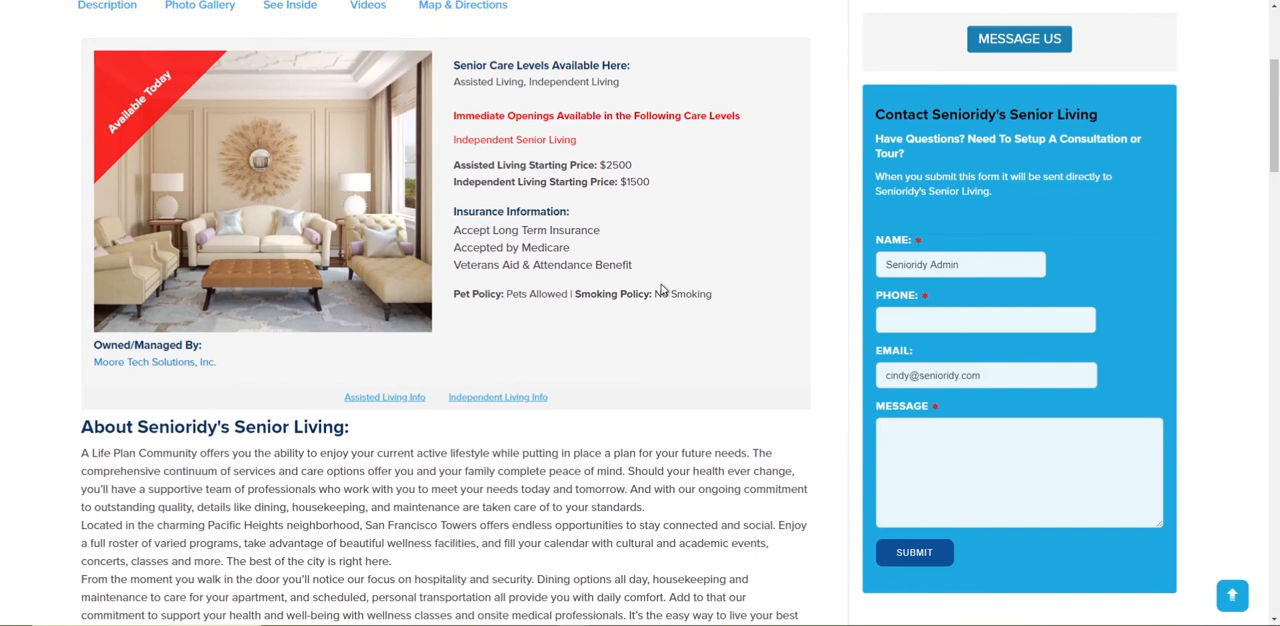 Description Photo Gallery See Inside Videos Map & Directions
Available Today
Senior Care Levels Available Here:
Assisted Living, Independent Living
Immediate Openings Available in the Following Care Levels
Independent Senior Living
Assisted Living Starting Price: $2500
Independent Living Starting Price: $1500
Insurance Information:
Accept Long Term Insurance
Accepted by Medicare
Veterans Aid & Attendance Benefit
Pet Policy: Pets Allowed | Smoking Policy: No Smoking
Owned/Managed By:
Moore Tech Solutions, Inc.
Assisted Living Info Independent Living Info
About Senioridy's Senior Living:
A Life Plan Community offers you the ability to enjoy your current active lifestyle while putting in place a plan for your future needs. The
comprehensive continuum of services and care options offer you and your family complete peace of mind. Should your health ever change,
you'll have a supportive team of professionals who work with you to meet your needs today and tomorrow. And with our ongoing commitment
to outstanding quality, details like dining, housekeeping, and maintenance are taken care of to your standards.
Located in the charming Pacific Heights neighborhood, San Francisco Towers offers endless opportunities to stay connected and social. Enjoy
a full roster of varied programs, take advantage of beautiful wellness facilities, and fill your calendar with cultural and academic events,
concerts, classes and more. The best of the city is right here.
From the moment you walk in the door you'll notice our focus on hospitality and security. Dining options all day, housekeeping and
maintenance to care for your apartment, and scheduled, personal transportation all provide you with daily comfort. Add to that our
commitment to support your health and well-being with wellness classes and onsite medical professionals. It's the easy way to live your best
MESSAGE US
Contact Senioridy's Senior Living
Have Questions? Need To Setup A Consultation or
Tour?
When you submit this form it will be sent directly to
Senioridy's Senior Living.
NAME: *
Senioridy Admin
PHONE: *
EMAIL:
cindy@senioridy.com
MESSAGE *
SUBMIT